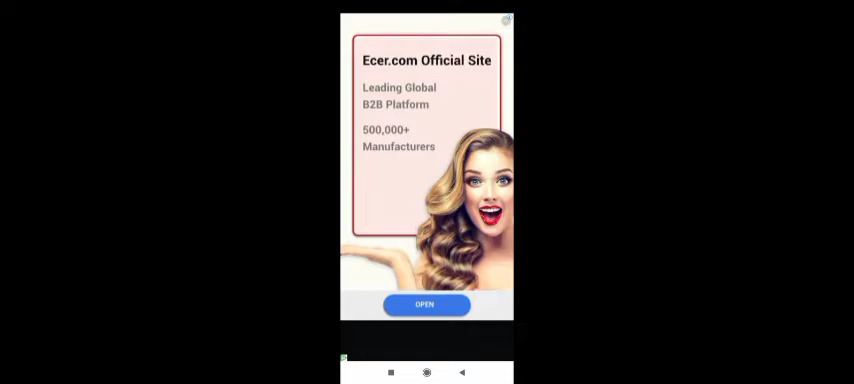 Ecer.com Official Site
Leading Global
B2B Platform
500,000+
Manufacturers
OPEN